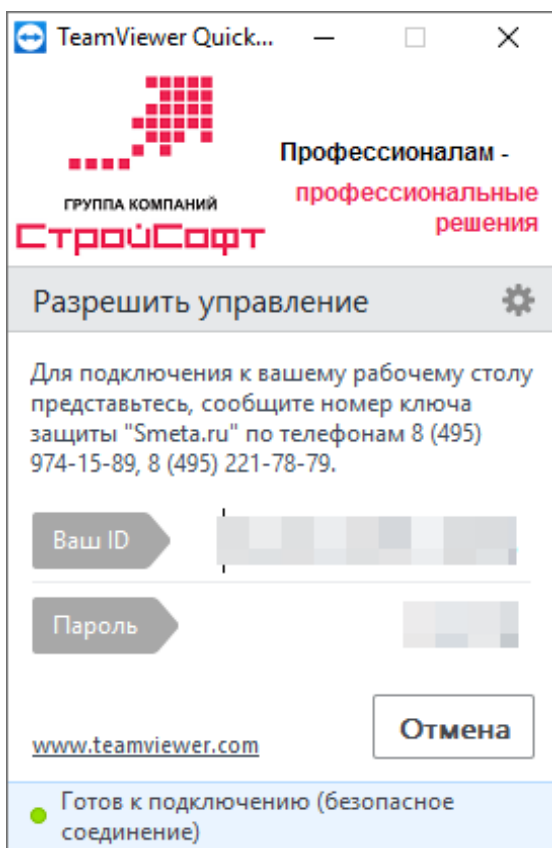 TeamViewer Quick...
Профессионалам -
профессиональные
решения
ГРУППА КОМПАНИЙ
СтройСофт
Разрешить управление
Для подключения к вашему рабочему столу
представьтесь, сообщите номер ключа
защиты "Smeta.ru" по телефонам 8 (495)
974-15-89, 8 (495) 221-78-79.
Ваш ID
Пароль
www.teamviewer.com
Отмена
Готов к подключению (безопасное
соединение)